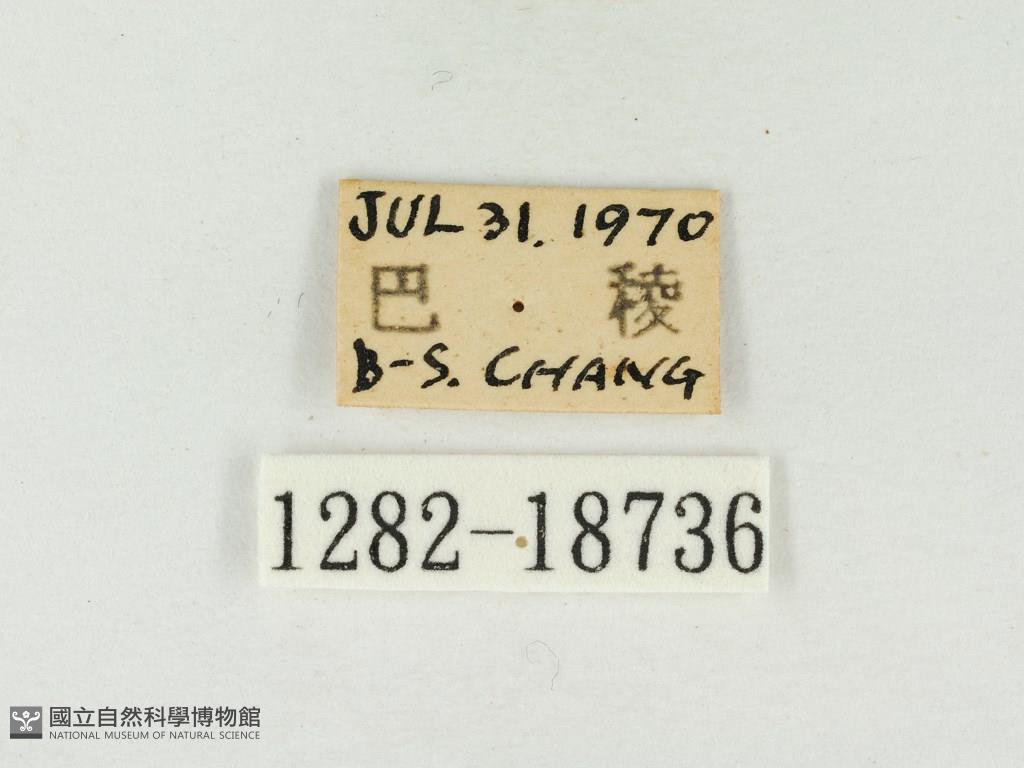 JUL 31. 1970
巴 稜
B-S. CHANG
1282-18736
國立自然科學博物館
NATIONAL MUSEUM OF NATURAL SCIENCE